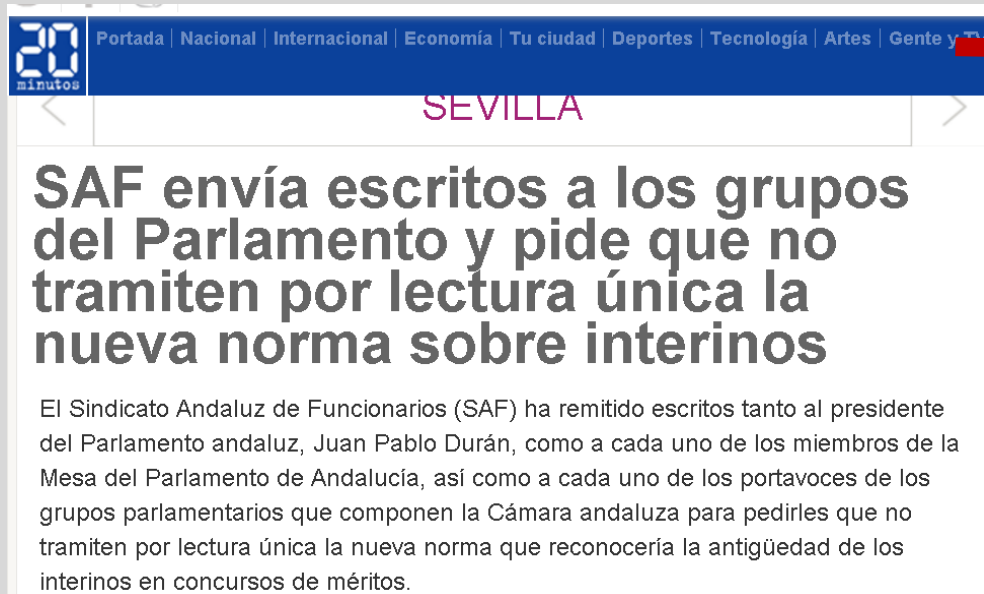 20
minutos
Portada | Nacional | Internacional | Economía | Tu ciudad | Deportes | Tecnología | Artes | Gente y TV
SEVILLA
SAF envía escritos a los grupos
del Parlamento y pide que no
tramiten por lectura única la
nueva norma sobre interinos
El Sindicato Andaluz de Funcionarios (SAF) ha remitido escritos tanto al presidente
del Parlamento andaluz, Juan Pablo Durán, como a cada uno de los miembros de la
Mesa del Parlamento de Andalucía, así como a cada uno de los portavoces de los
grupos parlamentarios que componen la Cámara andaluza para pedirles que no
tramiten por lectura única la nueva norma que reconocería la antigüedad de los
interinos en concursos de méritos.